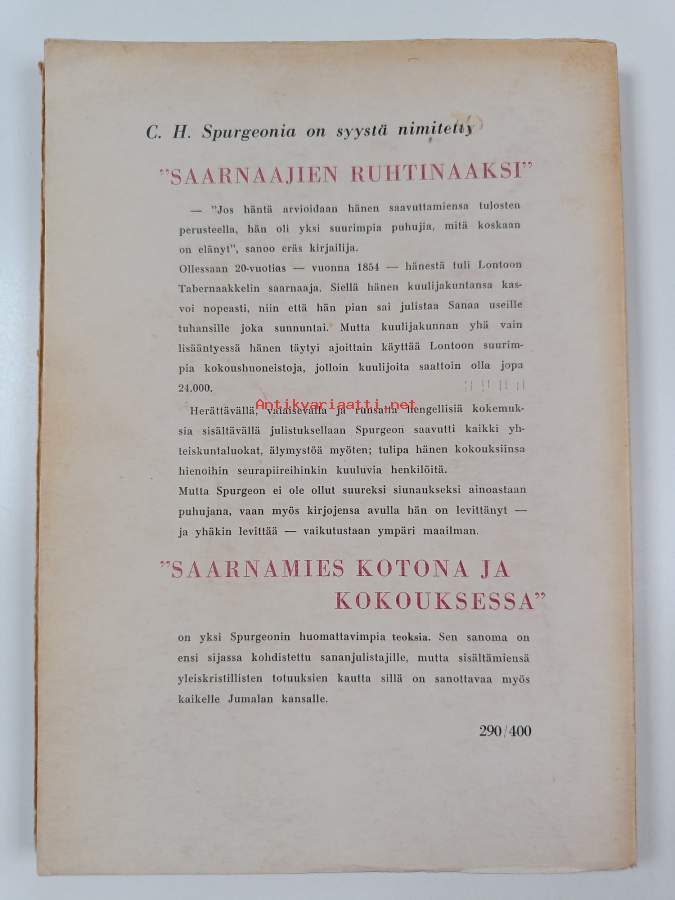 C. H. Spurgeonia on syystä nimitetty
”SAARNAAJIEN RUHTINAAKSI”
— ”Jos häntä arvioidaan hänen saavuttamiensa tulosten
perusteella, hän oli yksi suurimpia puhujia, mitä koskaan
on elänyt”, sanoo eräs kirjailija.
Ollessaan 20-vuotias — vuonna 1854 — hänestä tuli Lontoon
Tabernaakkelin saarnaaja. Siellä hänen kuulijakuntansa kas-
voi nopeasti, niin että hän pian sai julistaa Sanaa useille
tuhansille joka sunnuntai. Mutta kuulijakunnan yhä vain
lisääntyessä hänen täytyi ajoittain käyttää Lontoon suurim-
pia kokoushuoneistoja, jolloin kuulijoita saattoin olla jopa
24.000.
Antikvariaatti.net
Herättävällä, valaisevalla ja runsaita hengellisiä kokemuk-
sia sisältävällä julistuksellaan Spurgeon saavutti kaikki yh-
teiskuntaluokat, älymystöä myöten; tulipa hänen kokouksiinsa
hienoihin seurapiireihinkin kuuluvia henkilöitä.
Mutta Spurgeon ei ole ollut suureksi siunaukseksi ainoastaan
puhujana, vaan myös kirjojensa avulla hän on levittänyt —
ja yhäkin levittää — vaikutustaan ympäri maailman.
”SAARNAMIES KOTONA JA
KOKOUKSESSA”
on yksi Spurgeonin huomattavimpia teoksia. Sen sanoma on
ensi sijassa kohdistettu sananjulistajille, mutta sisältämiensä
yleiskristillisten totuuksien kautta sillä on sanottavaa myös
kaikelle Jumalan kansalle.
290/400